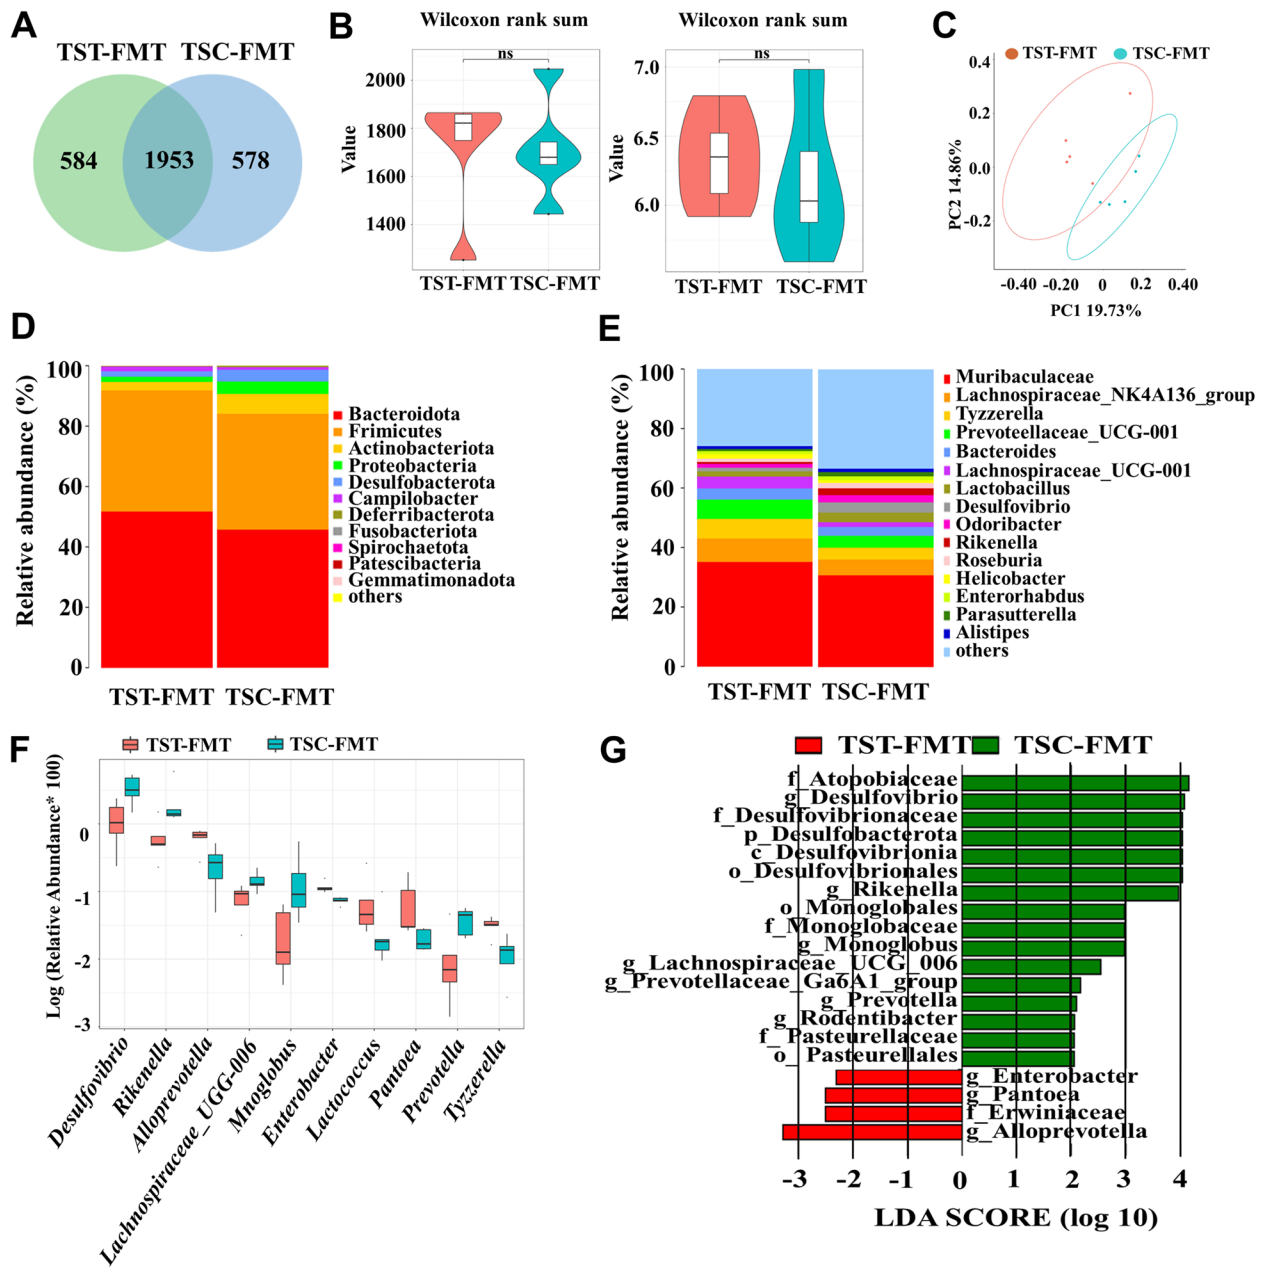 A
TST-FMT TSC-FMT
584 1953 578
B
Wilcoxon rank sum
ns
Value
2000
1800
1600
1400
TST-FMT TSC-FMT
Wilcoxon rank sum
ns
Value
7.0
6.5
6.0
TST-FMT TSC-FMT
C
TST-FMT TSC-FMT
PC2 14.86%
0.4
0.2
0.0
-0.2
-0.40 -0.20 0 0.2 0.40
PC1 19.73%
D
Relative abundance (%)
100
80
60
40
20
0
TST-FMT TSC-FMT
Bacteroidota
Frimicutes
Actinobacteriota
Proteobacteria
Desulfobacterota
Campilobacter
Deferribacterota
Fusobacteriota
Spirochaetota
Patescibacteria
Gemmatimonadota
others
E
Relative abundance (%)
100
80
60
40
20
0
TST-FMT TSC-FMT
Muribaculaceae
Lachnospiraceae_NK4A136_group
Tyzzerella
Prevoteellaceae_UCG-001
Bacteroides
Lachnospiraceae_UCG-001
Lactobacillus
Desulfovibrio
Odoribacter
Rikenella
Roseburia
Helicobacter
Enterorhabdus
Parasutterella
Alistipes
others
F
TST-FMT TSC-FMT
Log (Relative Abundance* 100)
0
-1
-2
-3
Desulfovibrio
Rikenella
Alloprevotella
Lachnospiraceae_UGG-006
Mnoglobus
Enterobacter
Lactococcus
Pantoea
Prevotella
Tyzzerella
G
TST-FMT TSC-FMT
f_Atopobiaceae
g_Desulfovibrio
f_Desulfovibrionaceae
p_Desulfobacterota
c_Desulfovibrionia
o_Desulfovibrionales
g_Rikenella
o_Monoglobales
f_Monoglobaceae
g_Monoglobus
g_Lachnospiraceae_UCG_006
g_Prevotellaceae_Ga6A1_group
g_Prevotella
g_Rodentibacter
f_Pasteurellaceae
o_Pasteurellales
g_Enterobacter
g_Pantoea
f_Erwiniaceae
g_Alloprevotella
-3 -2 -1 0 1 2 3 4
LDA SCORE (log 10)